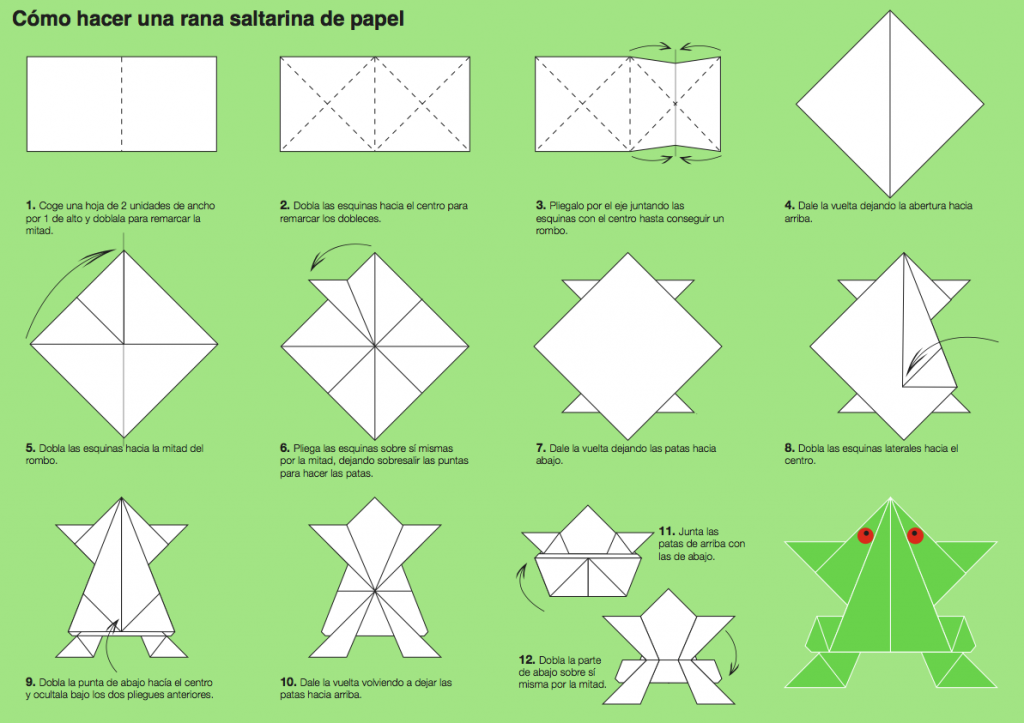 Cómo hacer una rana saltarina de papel
1. Coge una hoja de 2 unidades de ancho
por 1 de alto y doblala para remarcar la
mitad.
2. Dobla las esquinas hacia el centro para
remarcar los dobleces.
3. Pliegalo por el eje juntando las
esquinas con el centro hasta conseguir un
rombo.
4. Dale la vuelta dejando la abertura hacia
arriba.
5. Dobla las esquinas hacia la mitad del
rombo.
6. Pliega las esquinas sobre sí mismas
por la mitad, dejando sobresalir las puntas
para hacer las patas.
7. Dale la vuelta dejando las patas hacia
abajo.
8. Dobla las esquinas laterales hacia el
centro.
9. Dobla la punta de abajo hacía el centro
y ocultala bajo los dos pliegues anteriores.
10. Dale la vuelta volviendo a dejar las
patas hacia arriba.
11. Junta las
patas de arriba con
las de abajo.
12. Dobla la parte
de abajo sobre sí
misma por la mitad.